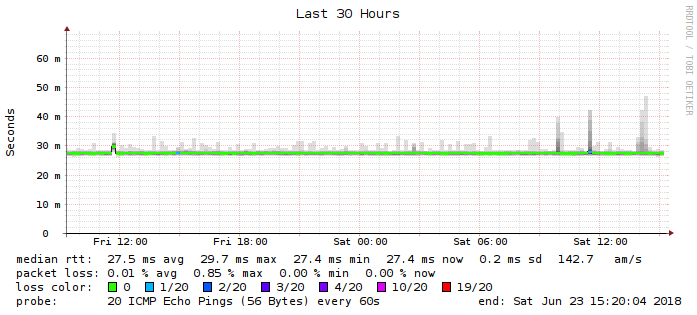 Last 30 Hours
RRDTOOL / TOBI OETIKER
Seconds
60 m
50 m
40 m
30 m
20 m
10 m
0
Fri 12:00 Fri 18:00 Sat 00:00 Sat 06:00 Sat 12:00
median rtt: 27.5 ms avg 29.7 ms max 27.4 ms min 27.4 ms now 0.2 ms sd 142.7 am/s
packet loss: 0.01 % avg 0.85 % max 0.00 % min 0.00 % now
loss color: 0 1/20 2/20 3/20 4/20 10/20 19/20
probe: 20 ICMP Echo Pings (56 Bytes) every 60s end: Sat Jun 23 15:20:04 2018